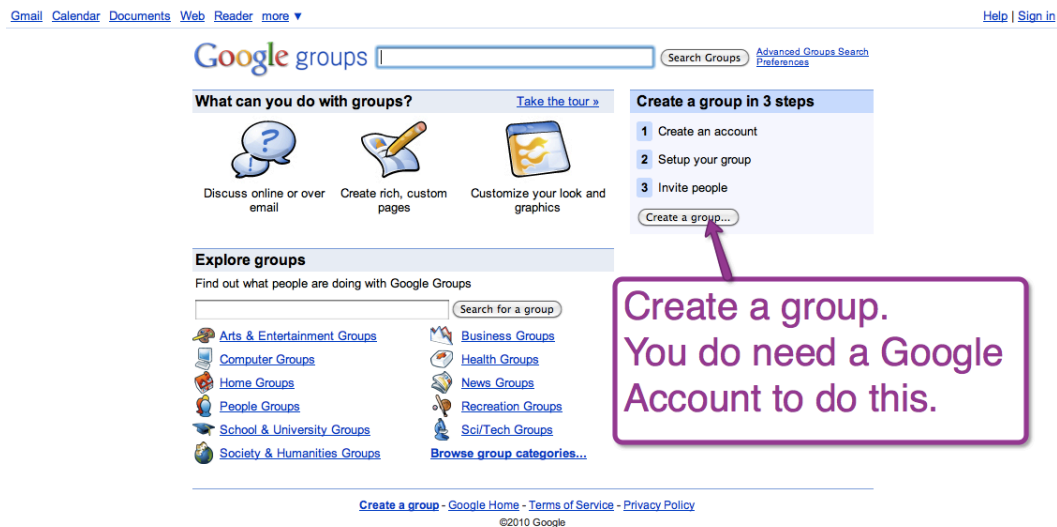 Gmail Calendar Documents Web Reader more ▼ Help | Sign in
Google groups Search Groups Advanced Groups Search
Preferences
What can you do with groups? Take the tour »
Discuss online or over
email
Create rich, custom
pages
Customize your look and
graphics
Create a group in 3 steps
1 Create an account
2 Setup your group
3 Invite people
Create a group...
Create a group.
You do need a Google
Account to do this.
Explore groups
Find out what people are doing with Google Groups
Search for a group
Arts & Entertainment Groups
Computer Groups
Home Groups
People Groups
School & University Groups
Society & Humanities Groups
Business Groups
Health Groups
News Groups
Recreation Groups
Sci/Tech Groups
Browse group categories...
Create a group - Google Home - Terms of Service - Privacy Policy
©2010 Google